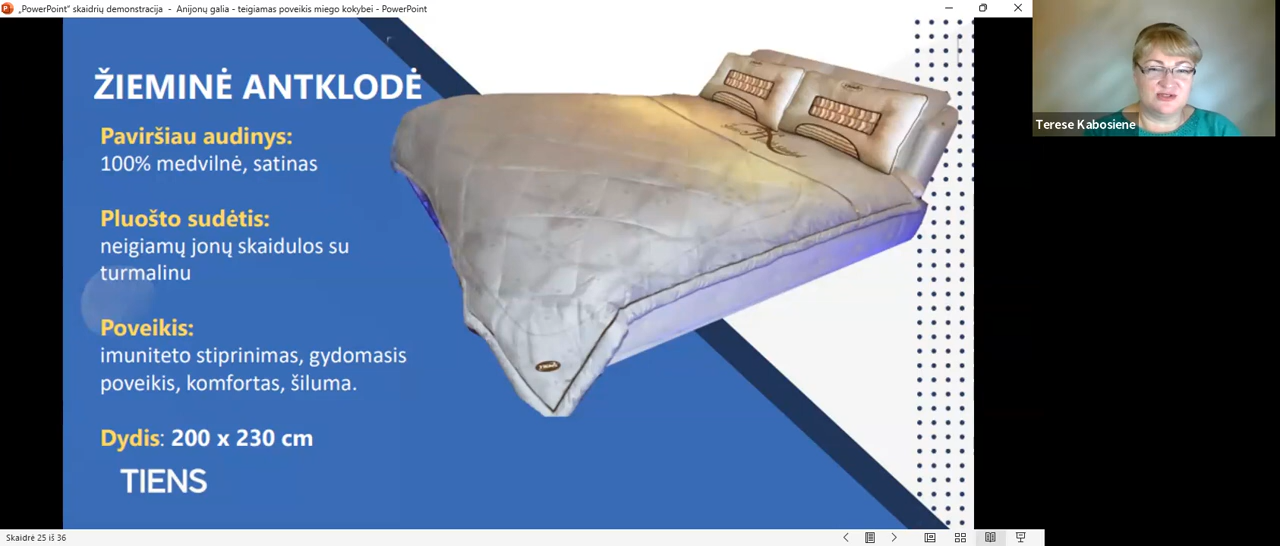 „PowerPoint“ skaidrių demonstracija - Anijonų galia - teigiamas poveikis miego kokybei - PowerPoint
ŽIEMINĖ ANTKLODĖ
Paviršiau audinys:
100% medvilnė, satinas
Pluošto sudėtis:
neigiamų jonų skaidulos su
turmalinu
Poveikis:
imuniteto stiprinimas, gydomasis
poveikis, komfortas, šiluma.
Dydis: 200 x 230 cm
TIENS
Terese Kabosiene
Skaidrė 25 iš 36